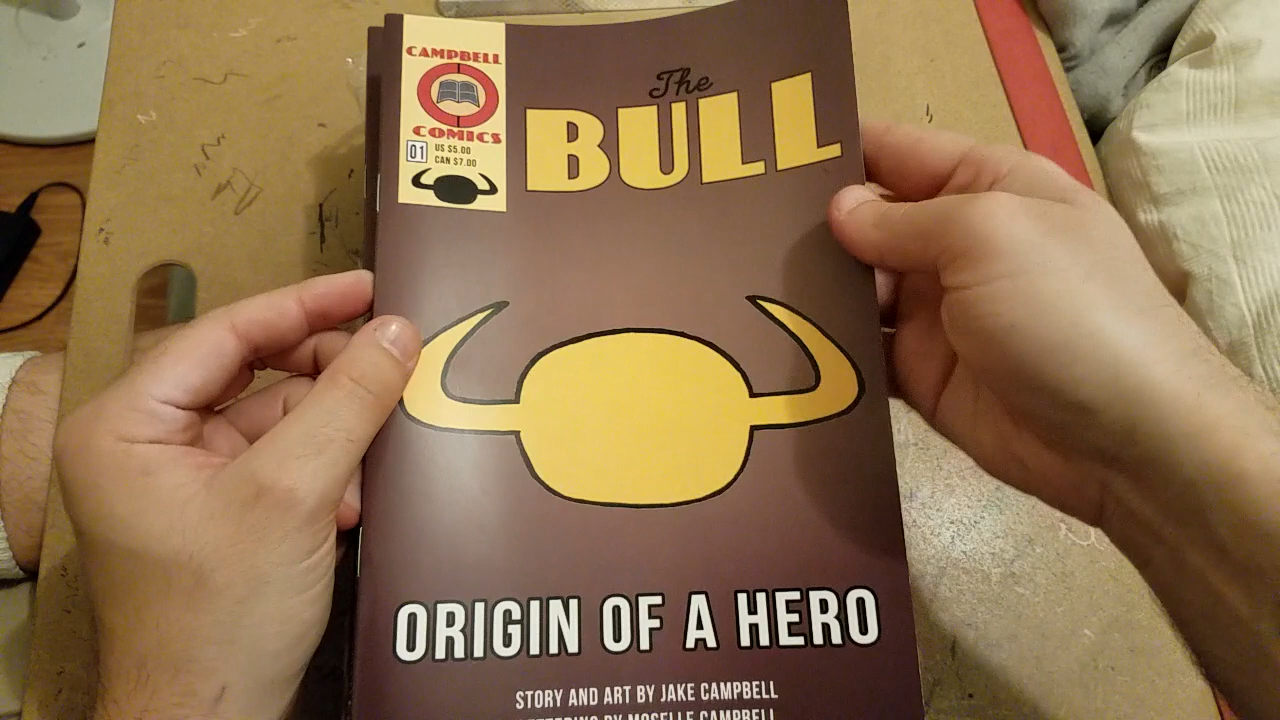 CAMPBELL
COMICS
01
US $5.00
CAN $7.00
The
BULL
ORIGIN OF A HERO
STORY AND ART BY JAKE CAMPBELL
LETTERING BY MOSELLE CAMPBELL